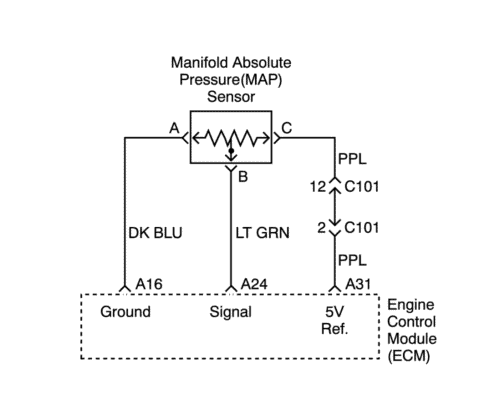 Manifold Absolute
Pressure(MAP)
Sensor
A
C
B
PPL
12 C101
2 C101
DK BLU
LT GRN
PPL
A16
A24
A31
Ground
Signal
5V
Ref.
Engine
Control
Module
(ECM)